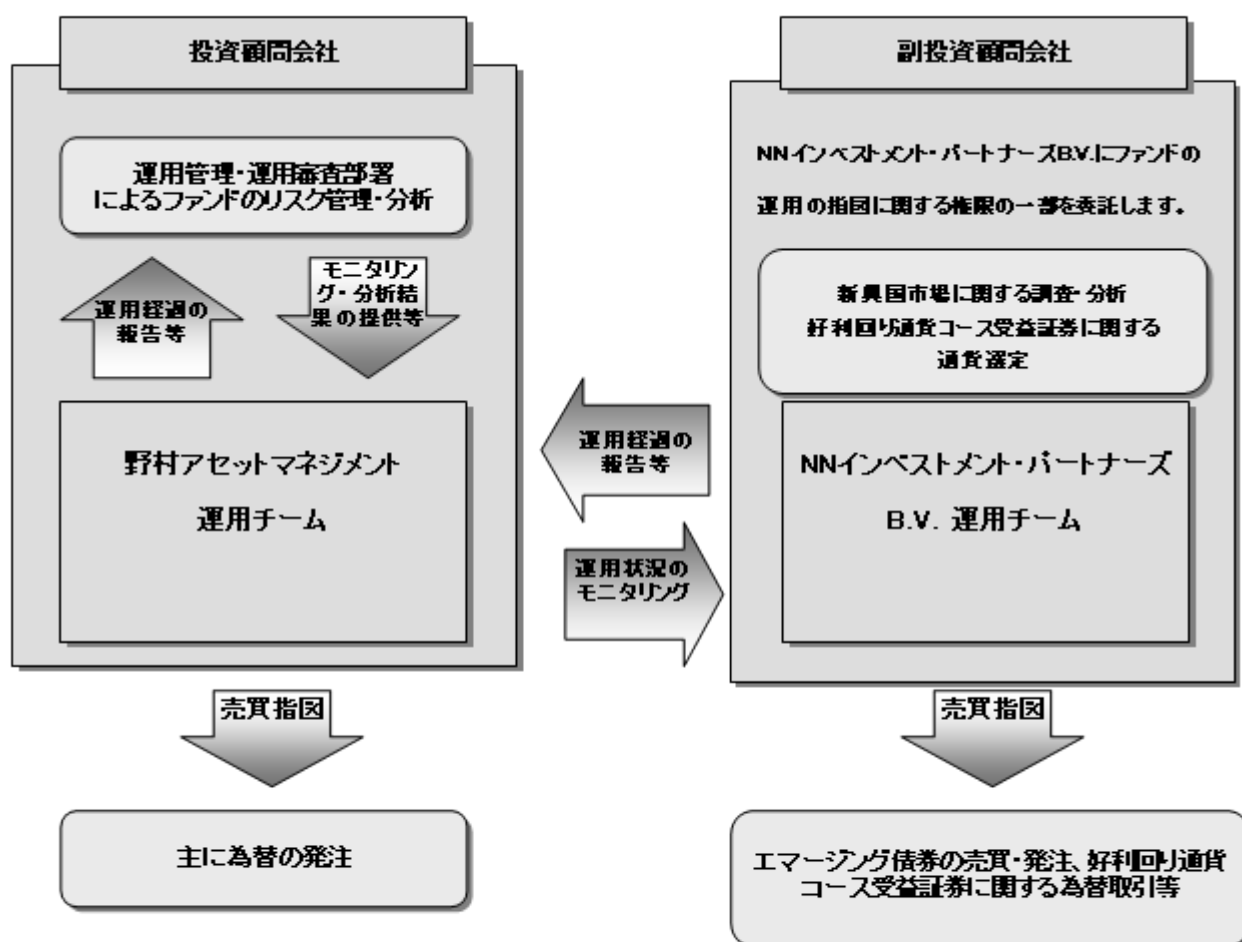 投資顧問会社
運用管理・運用審査部署
によるファンドのリスク管理・分析
運用経過の
報告等
モニタリン
グ・分析結
果の提供等
野村アセットマネジメント
運用チーム
売買指図
主に為替の発注
運用経過の
報告等
運用状況の
モニタリング
副投資顧問会社
NNインベストメント・パートナーズB.V.にファンドの
運用の指図に関する権限の一部を委託します。
新興国市場に関する調査・分析
好利回り通貨コース受益証券に関する
通貨選定
NNインベストメント・パートナーズ
B.V. 運用チーム
売買指図
エマージング債券の売買・発注、好利回り通貨
コース受益証券に関する為替取引等